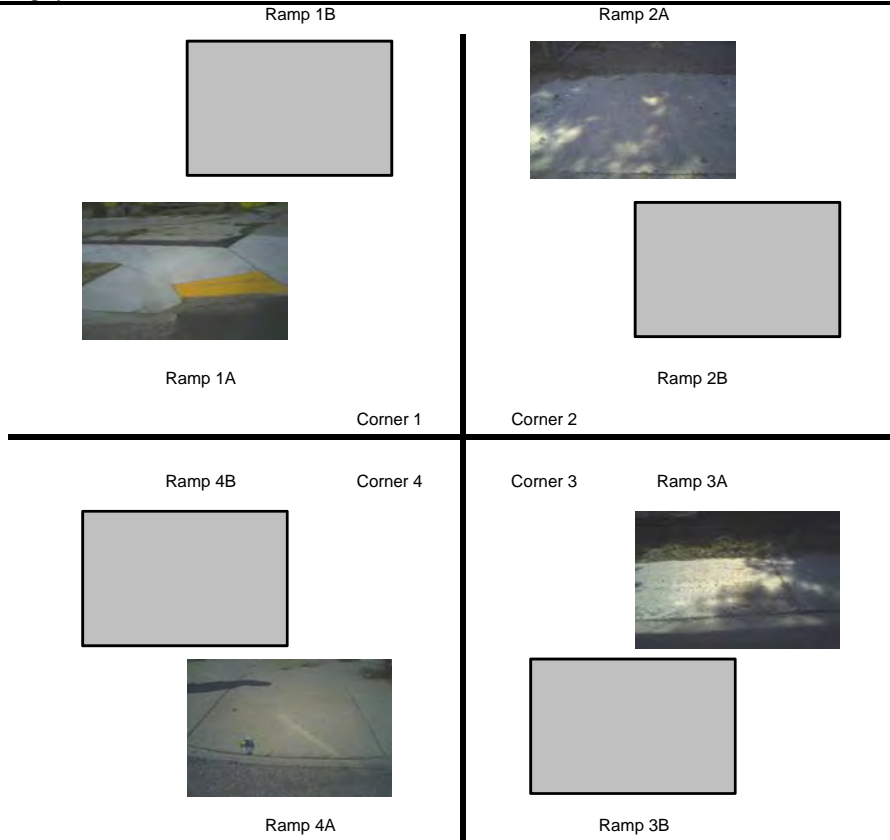 Ramp 1B
Ramp 2A
Ramp 1A
Ramp 2B
Corner 1
Corner 2
Ramp 4B
Corner 4
Corner 3
Ramp 3A
Ramp 4A
Ramp 3B